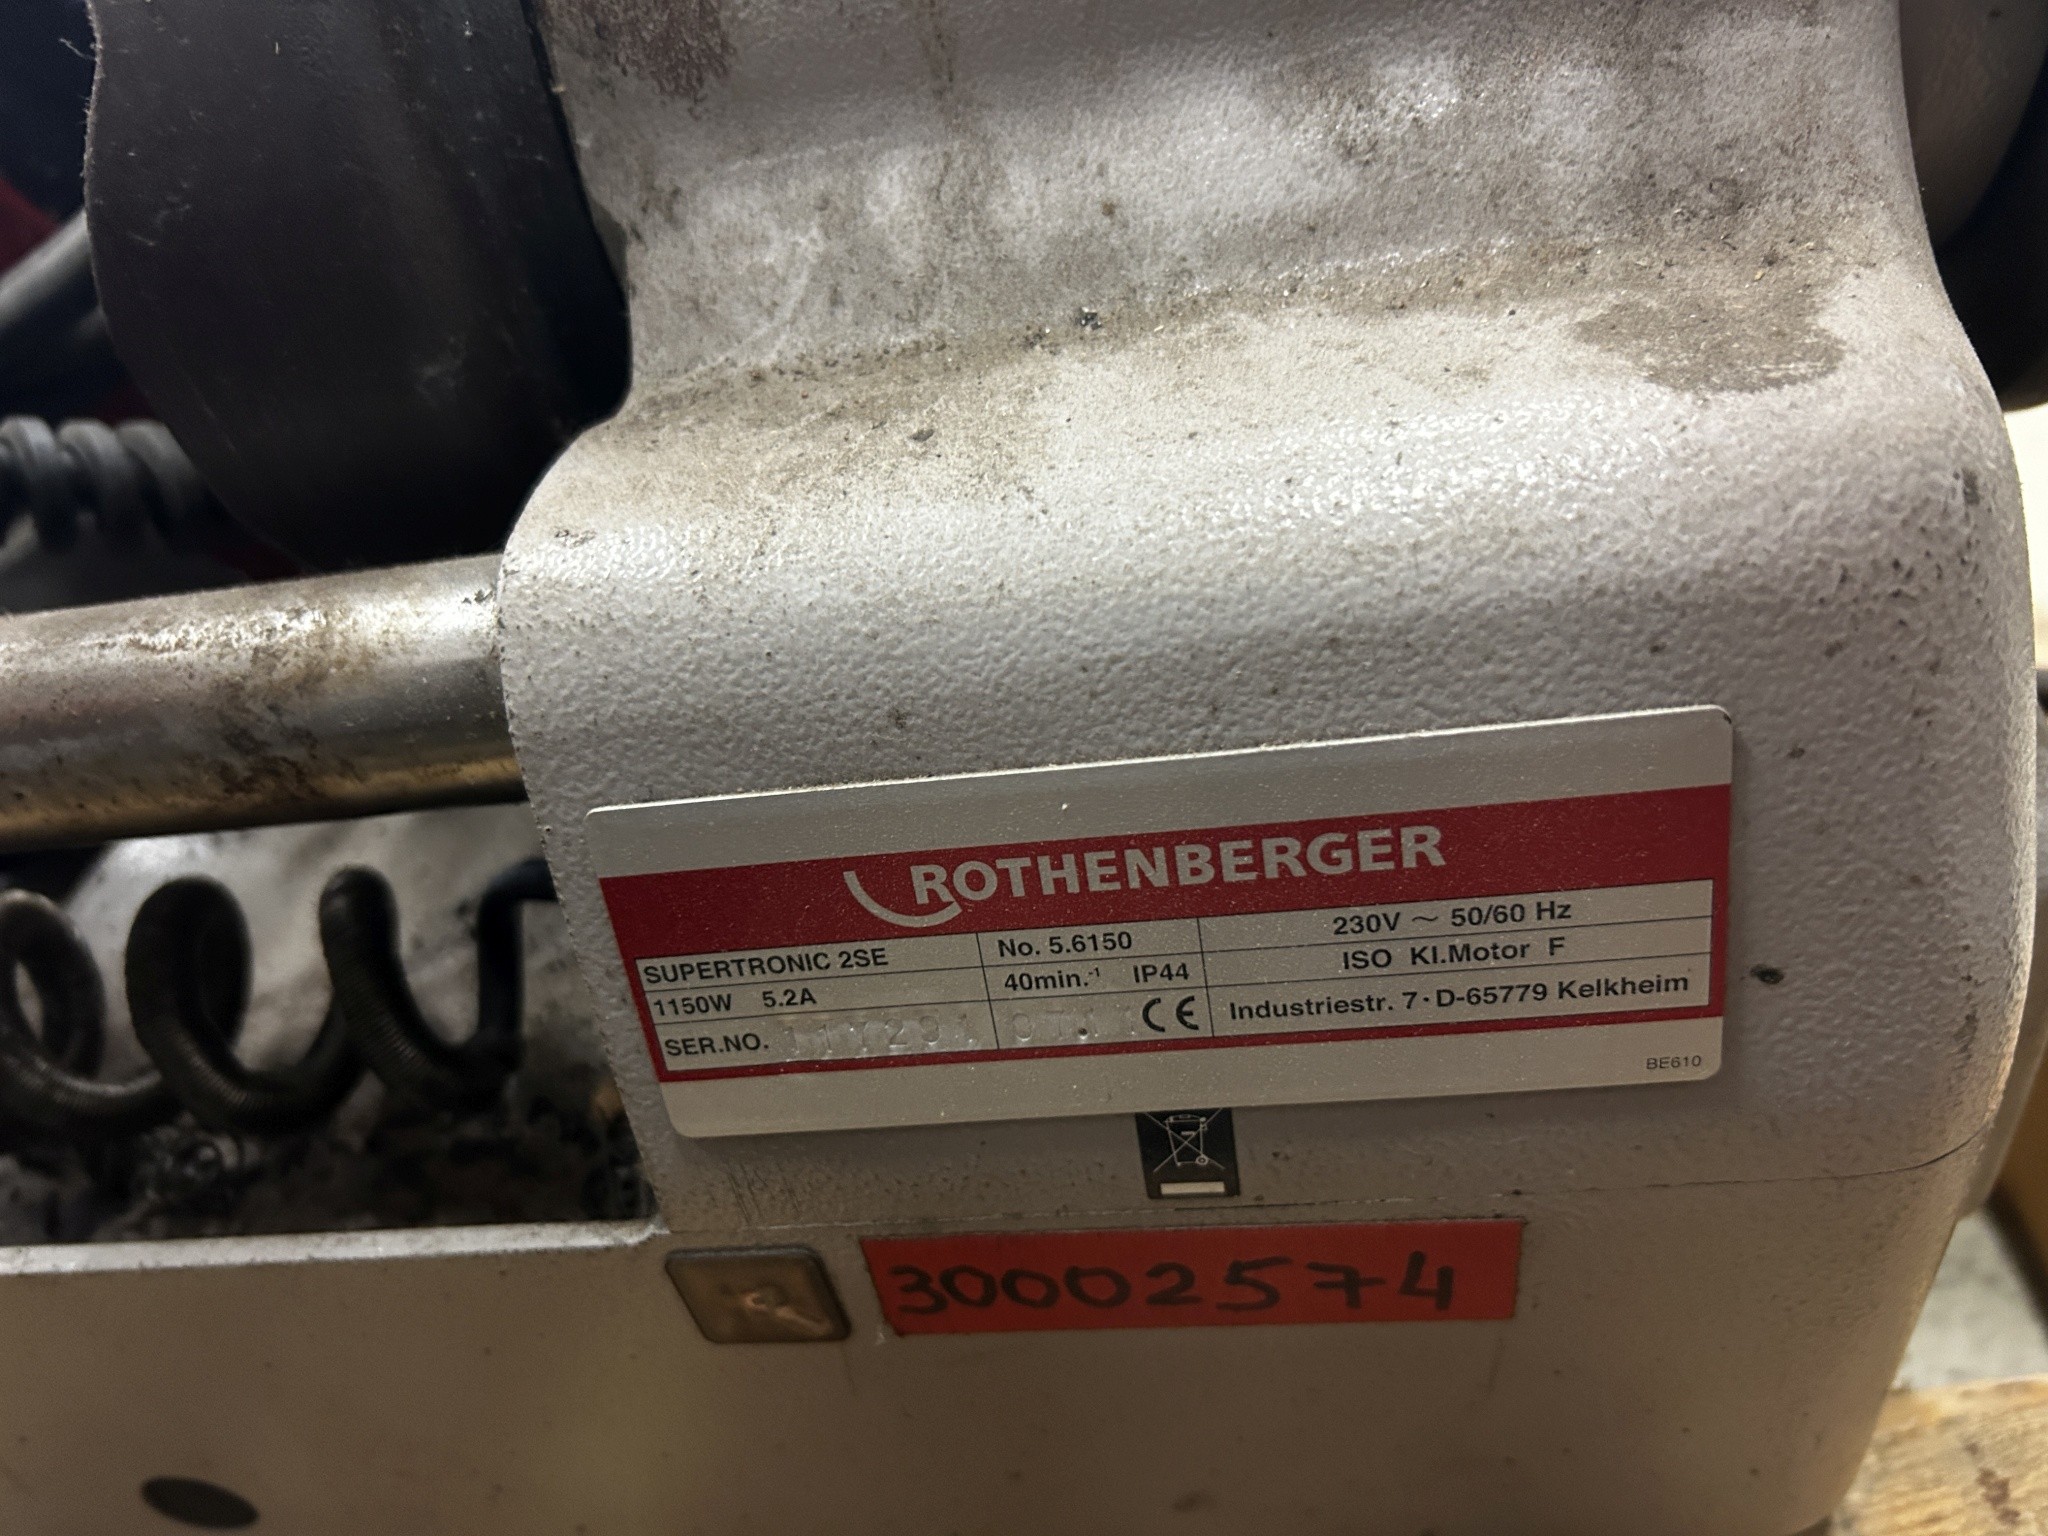 ROTHENBERGER
SUPERTRONIC 2SE No. 5.6150 230V ~ 50/60 Hz
1150W 5.2A 40min.⁻¹ IP44 ISO Kl.Motor F
SER.NO. CE Industriestr. 7·D-65779 Kelkheim
BE610
30002574